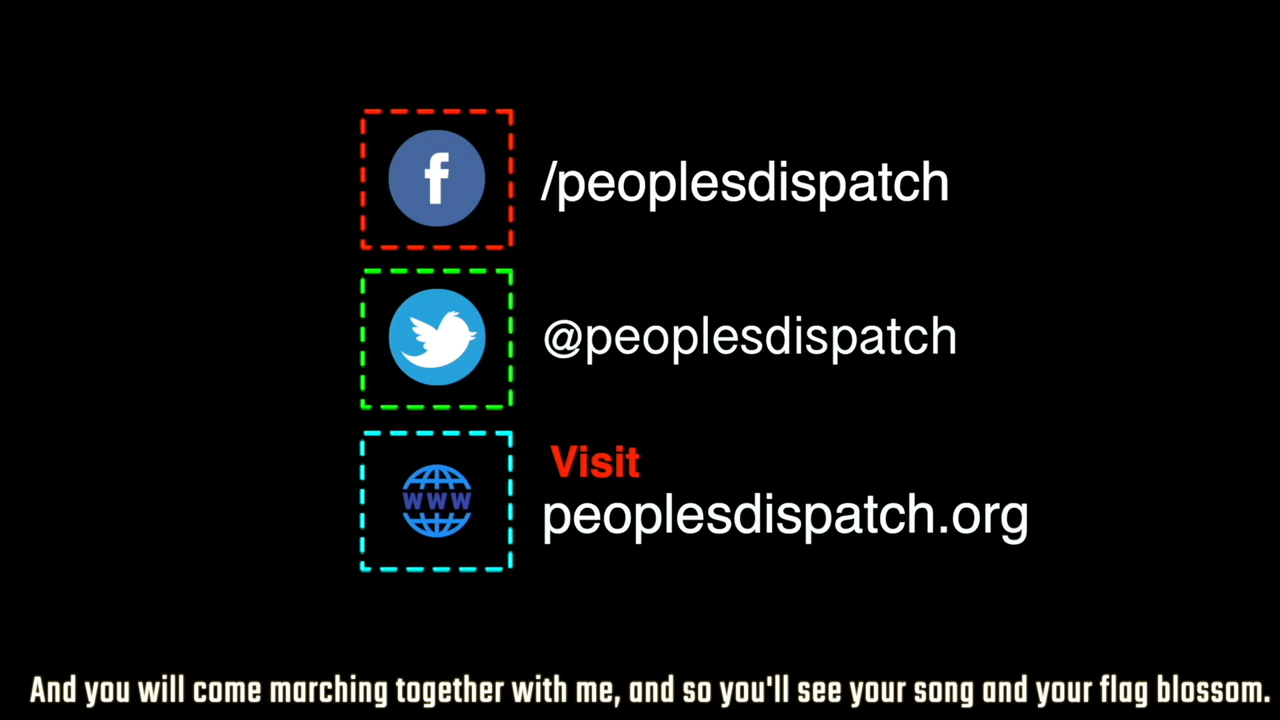 f
/peoplesdispatch
@peoplesdispatch
Visit
www
peoplesdispatch.org
And you will come marching together with me, and so you'll see your song and your flag blossom.